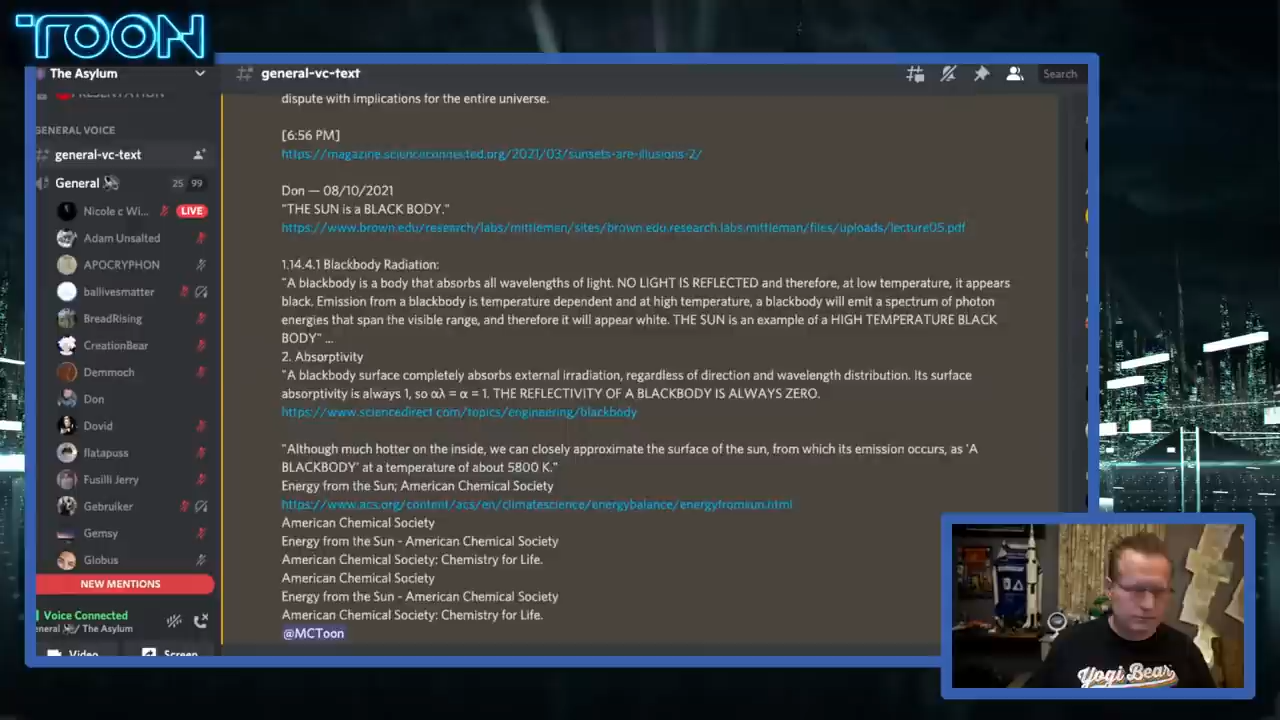 TOON
The Asylum
general-vc-text
Search
PRESENTATION
dispute with implications for the entire universe.
GENERAL VOICE
[6:56 PM]
general-vc-text
https://magazine.scienceconnected.org/2021/03/sunsets-are-illusions-2/
General
25 99
Don — 08/10/2021
Nicole c Wi... LIVE
"THE SUN is a BLACK BODY."
https://www.brown.edu/research/labs/mittleman/sites/brown.edu.research.labs.mittleman/files/uploads/lecture05.pdf
Adam Unsalted
APOCRYPHON
1.14.4.1 Blackbody Radiation:
"A blackbody is a body that absorbs all wavelengths of light. NO LIGHT IS REFLECTED and therefore, at low temperature, it appears
ballivesmatter
black. Emission from a blackbody is temperature dependent and at high temperature, a blackbody will emit a spectrum of photon
BreadRising
energies that span the visible range, and therefore it will appear white. THE SUN is an example of a HIGH TEMPERATURE BLACK
CreationBear
BODY" ...
2. Absorptivity
Demmoch
"A blackbody surface completely absorbs external irradiation, regardless of direction and wavelength distribution. Its surface
Don
absorptivity is always 1, so αλ = α = 1. THE REFLECTIVITY OF A BLACKBODY IS ALWAYS ZERO.
https://www.sciencedirect.com/topics/engineering/blackbody
Dovid
flatapuss
"Although much hotter on the inside, we can closely approximate the surface of the sun, from which its emission occurs, as 'A
BLACKBODY' at a temperature of about 5800 K."
Fusilli Jerry
Energy from the Sun; American Chemical Society
Gebruiker
https://www.acs.org/content/acs/en/climatescience/energybalance/energyfromsun.html
American Chemical Society
Gemsy
Energy from the Sun - American Chemical Society
Globus
American Chemical Society: Chemistry for Life.
American Chemical Society
NEW MENTIONS
Energy from the Sun - American Chemical Society
Voice Connected
American Chemical Society: Chemistry for Life.
eneral / The Asylum
@MCToon
Video
Screen
Yogi Bear